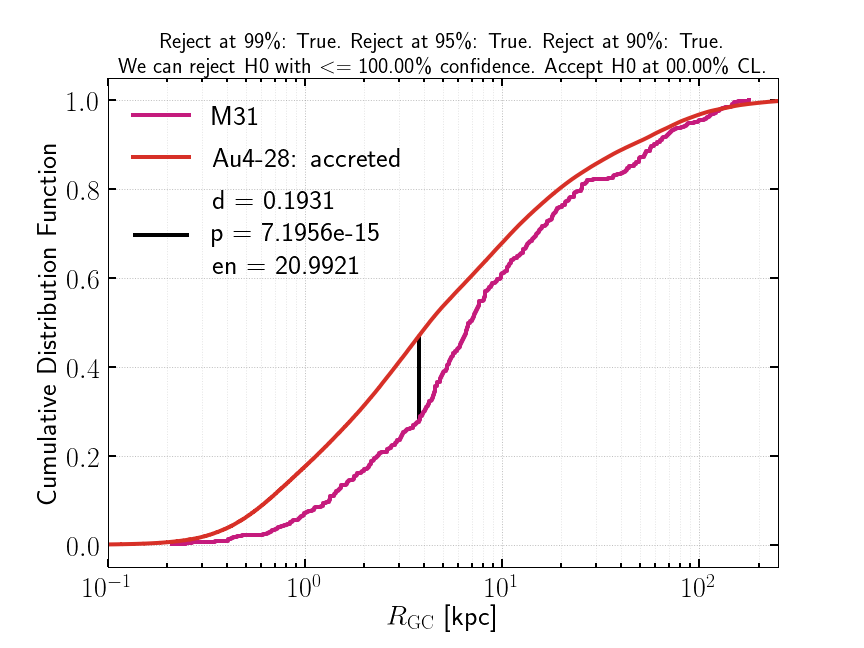 Reject at 99%: True. Reject at 95%: True. Reject at 90%: True.
We can reject H0 with <= 100.00% confidence. Accept H0 at 00.00% CL.
M31
Au4-28: accreted
d = 0.1931
p = 7.1956e-15
en = 20.9921
Cumulative Distribution Function
1.0
0.8
0.6
0.4
0.2
0.0
10⁻¹ 10⁰ 10¹ 10²
R_GC [kpc]